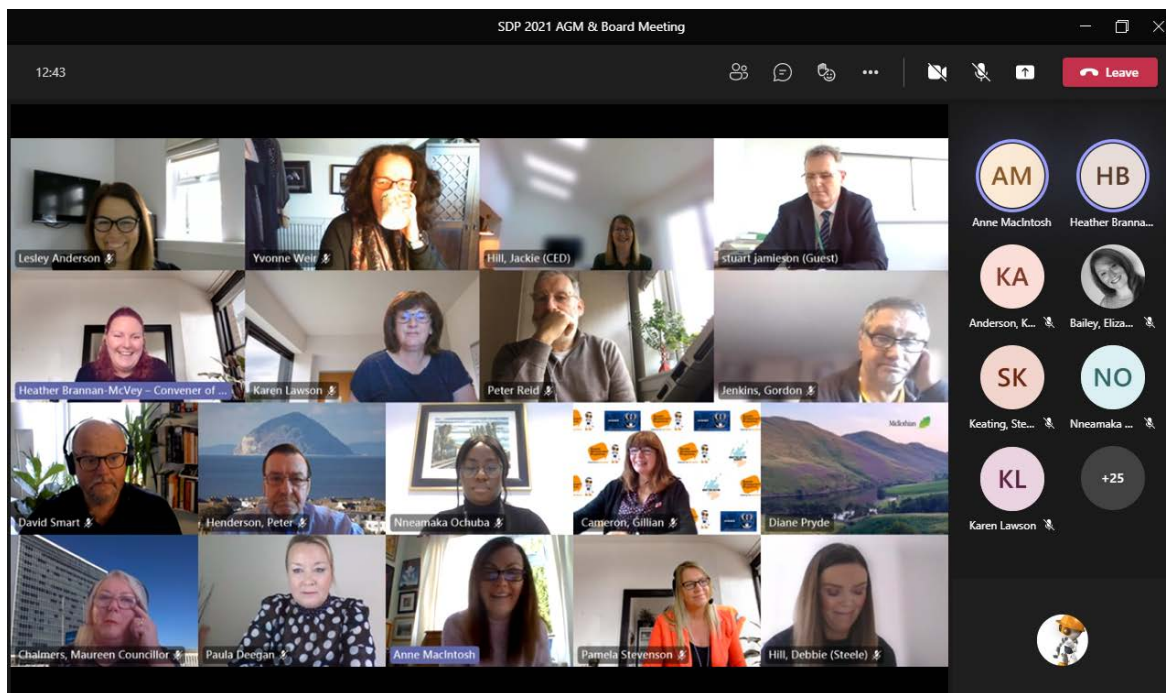 SDP 2021 AGM & Board Meeting
12:43
Leave
Lesley Anderson
Yvonne Weir
Hill, Jackie (CED)
stuart jamieson (Guest)
Heather Brannan-McVey – Convener of ...
Karen Lawson
Peter Reid
Jenkins, Gordon
Midlothian
David Smart
Henderson, Peter
Nneamaka Ochuba
Cameron, Gillian
Diane Pryde
Chalmers, Maureen Councillor
Paula Deegan
Anne MacIntosh
Pamela Stevenson
Hill, Debbie (Steele)
AM
HB
Anne MacIntosh
Heather Branna...
KA
Anderson, K...
Bailey, Eliza...
SK
NO
Keating, Ste...
Nneamaka ...
KL
+25
Karen Lawson